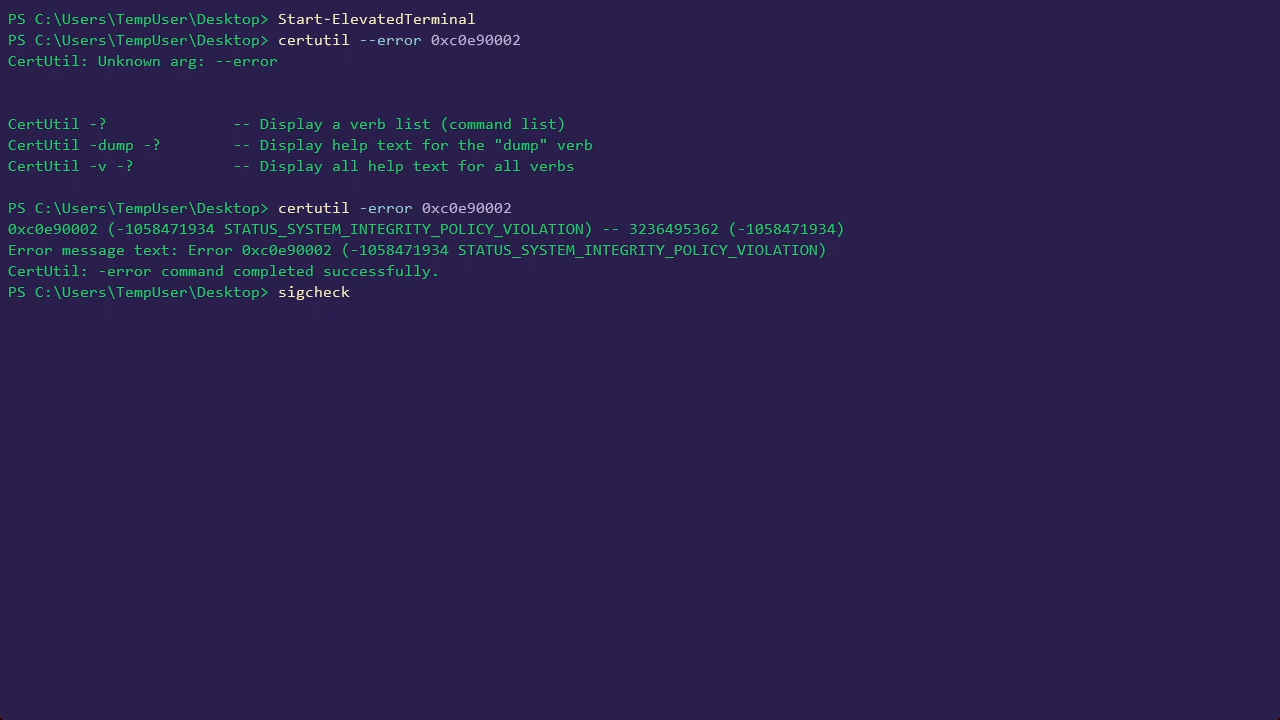 PS C:\Users\TempUser\Desktop> Start-ElevatedTerminal
PS C:\Users\TempUser\Desktop> certutil --error 0xc0e90002
CertUtil: Unknown arg: --error
CertUtil -?              -- Display a verb list (command list)
CertUtil -dump -?        -- Display help text for the "dump" verb
CertUtil -v -?           -- Display all help text for all verbs
PS C:\Users\TempUser\Desktop> certutil -error 0xc0e90002
0xc0e90002 (-1058471934 STATUS_SYSTEM_INTEGRITY_POLICY_VIOLATION) -- 3236495362 (-1058471934)
Error message text: Error 0xc0e90002 (-1058471934 STATUS_SYSTEM_INTEGRITY_POLICY_VIOLATION)
CertUtil: -error command completed successfully.
PS C:\Users\TempUser\Desktop> sigcheck